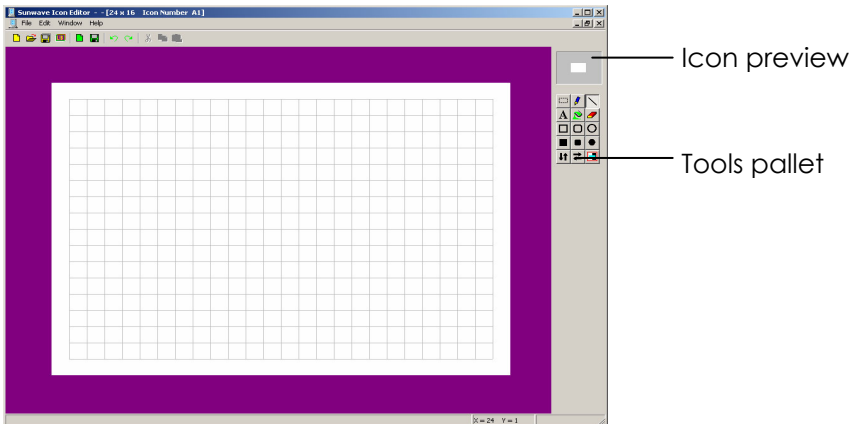 Sunwave Icon Editor - - [24 x 16 Icon Number A1]
File Edit Window Help
Icon preview
A
Tools pallet
X = 24 Y = 1